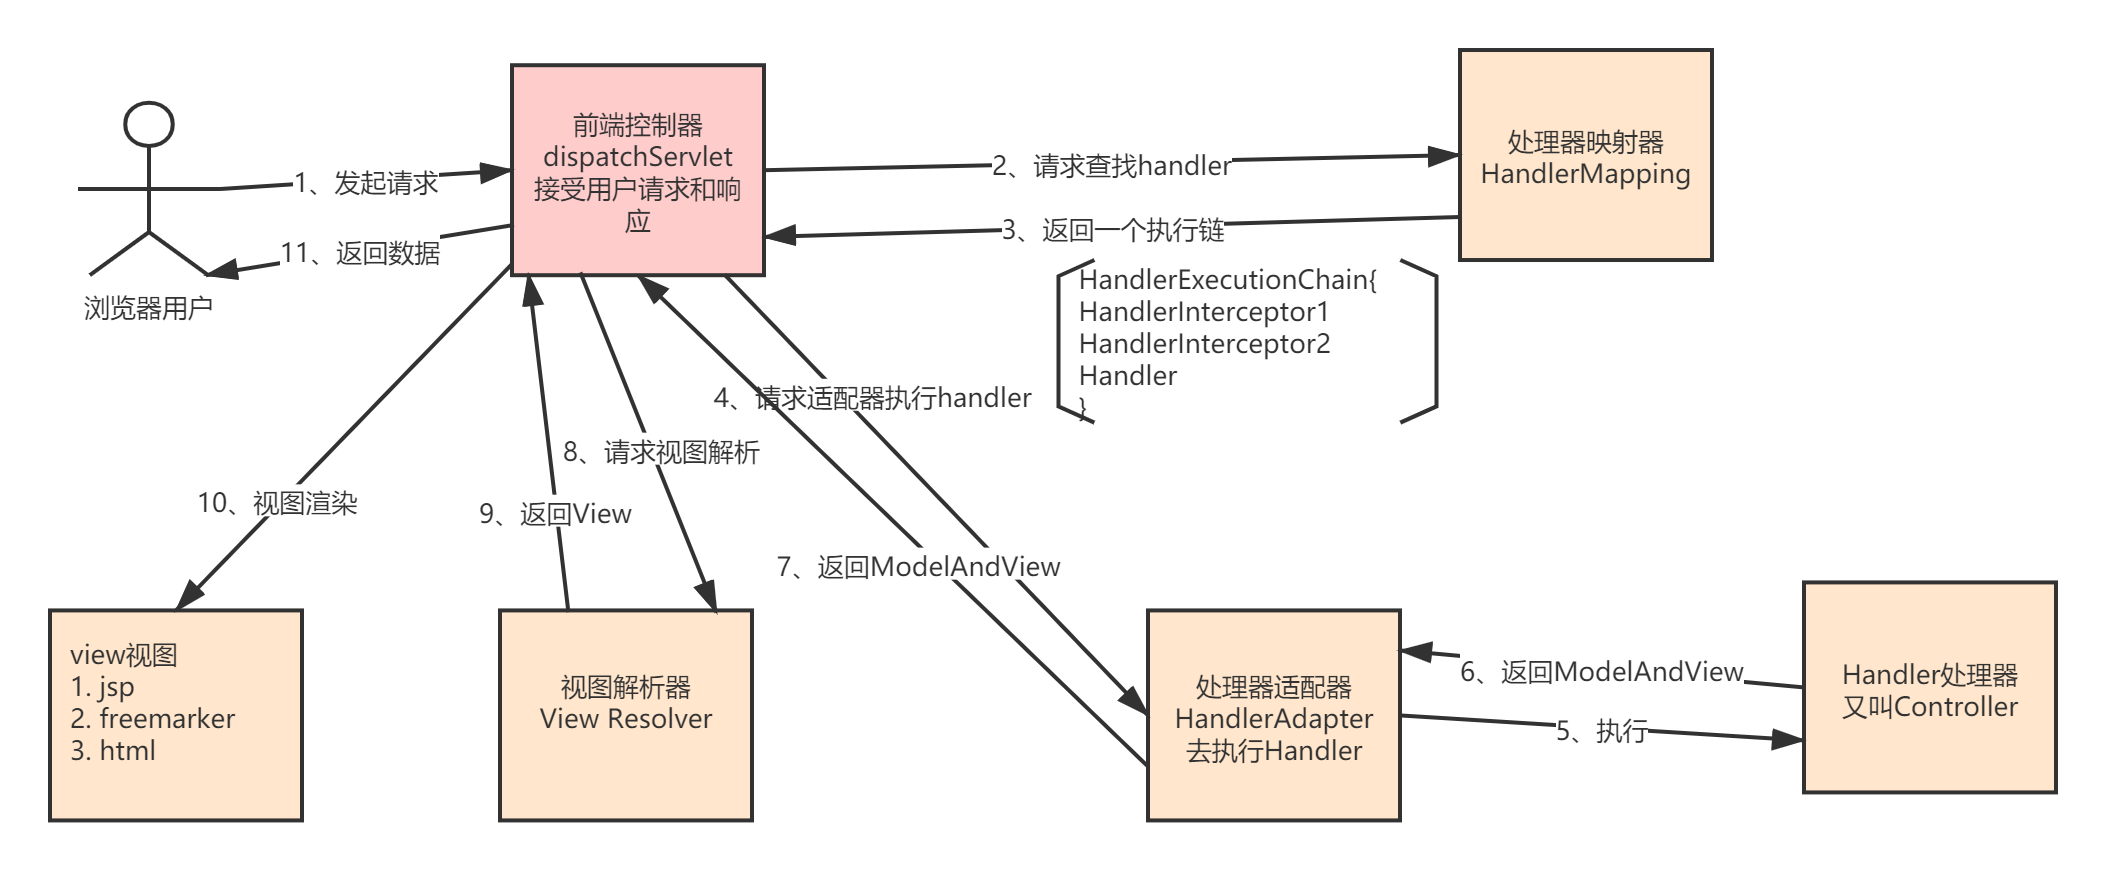 前端控制器
dispatchServlet
接受用户请求和响
应
处理器映射器
HandlerMapping
1、发起请求
2、请求查找handler
3、返回一个执行链
11、返回数据
浏览器用户
HandlerExecutionChain{
HandlerInterceptor1
HandlerInterceptor2
Handler
}
4、请求适配器执行handler
8、请求视图解析
10、视图渲染
9、返回View
7、返回ModelAndView
view视图
1. jsp
2. freemarker
3. html
视图解析器
View Resolver
处理器适配器
HandlerAdapter
去执行Handler
6、返回ModelAndView
5、执行
Handler处理器
又叫Controller